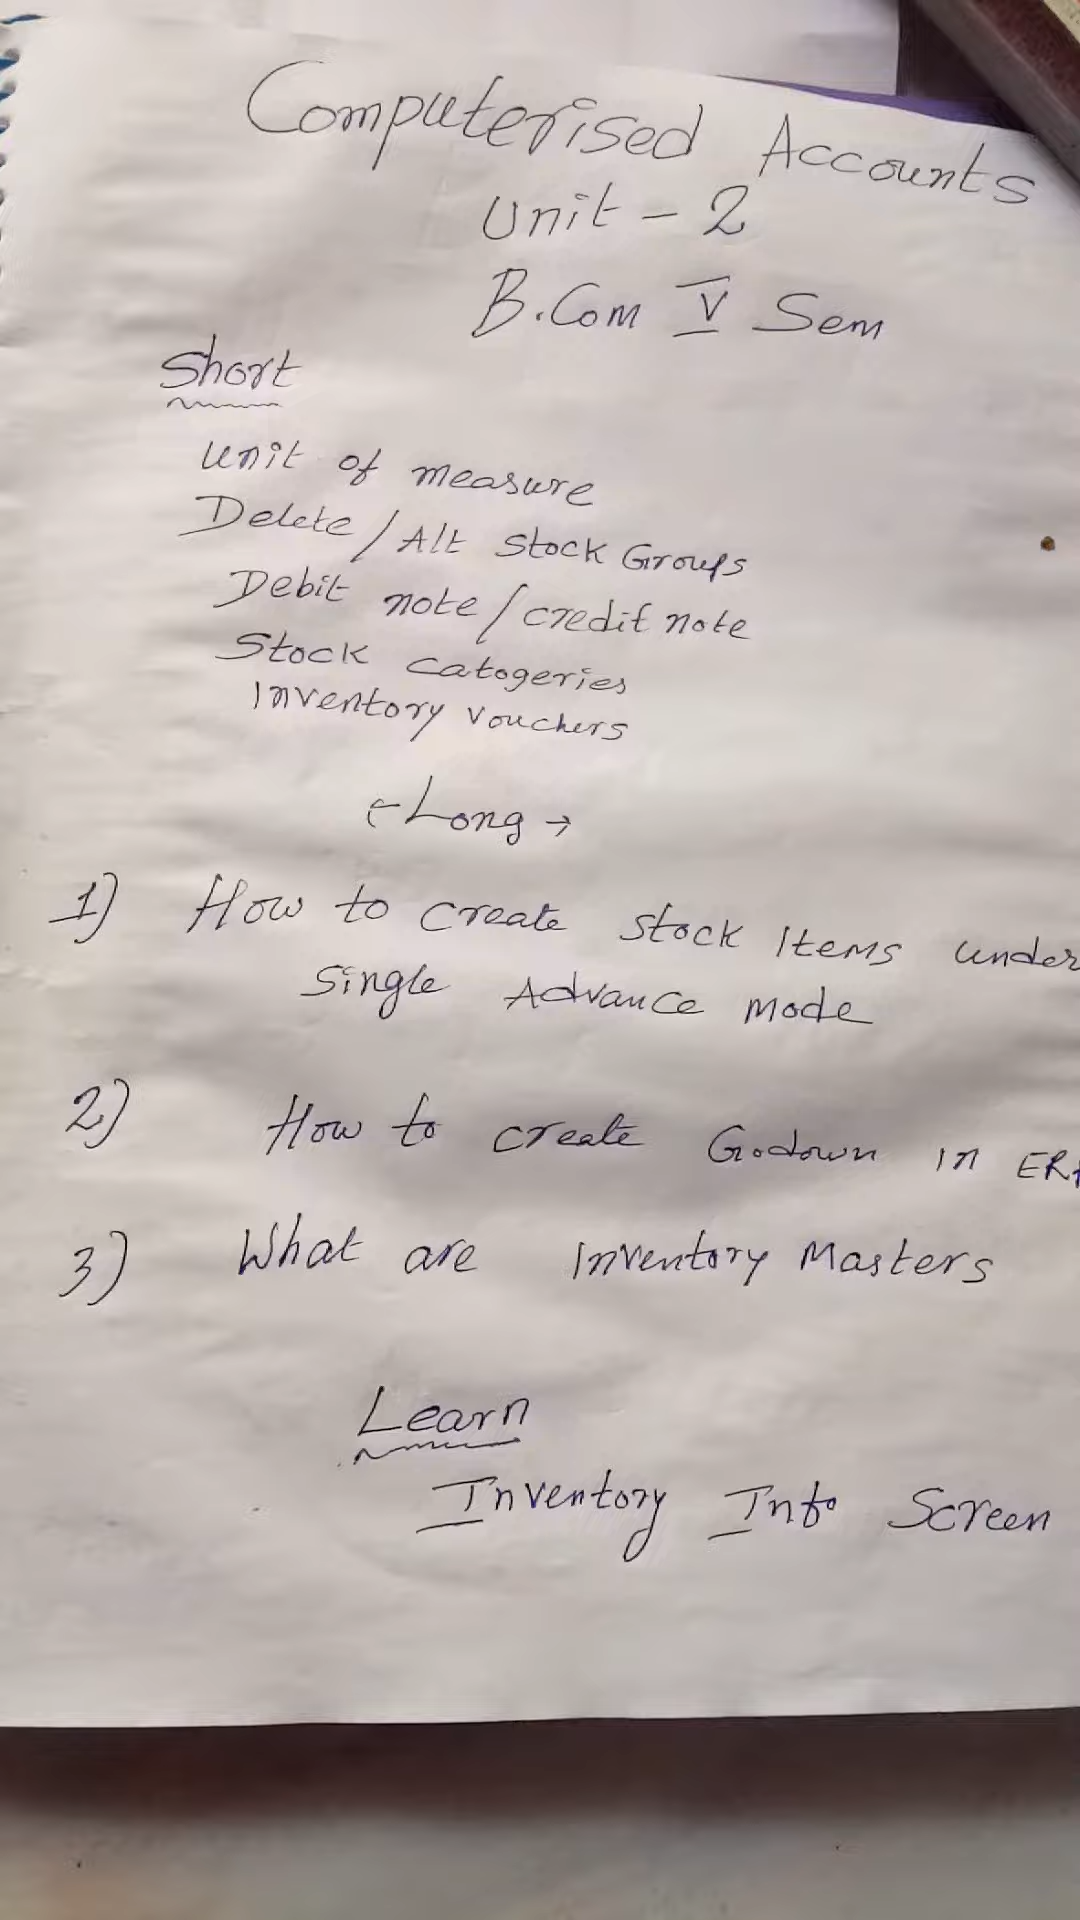 Computerised Accounts
Unit - 2
B.Com V Sem
Short
Unit of measure
Delete / Alt Stock Groups
Debit note / credit note
Stock catogeries
Inventory vouchers
← Long →
1) How to create stock Items under
Single Advance mode
2) How to create Godown in
3) What are Inventory Masters
Learn
Inventory Info Screen